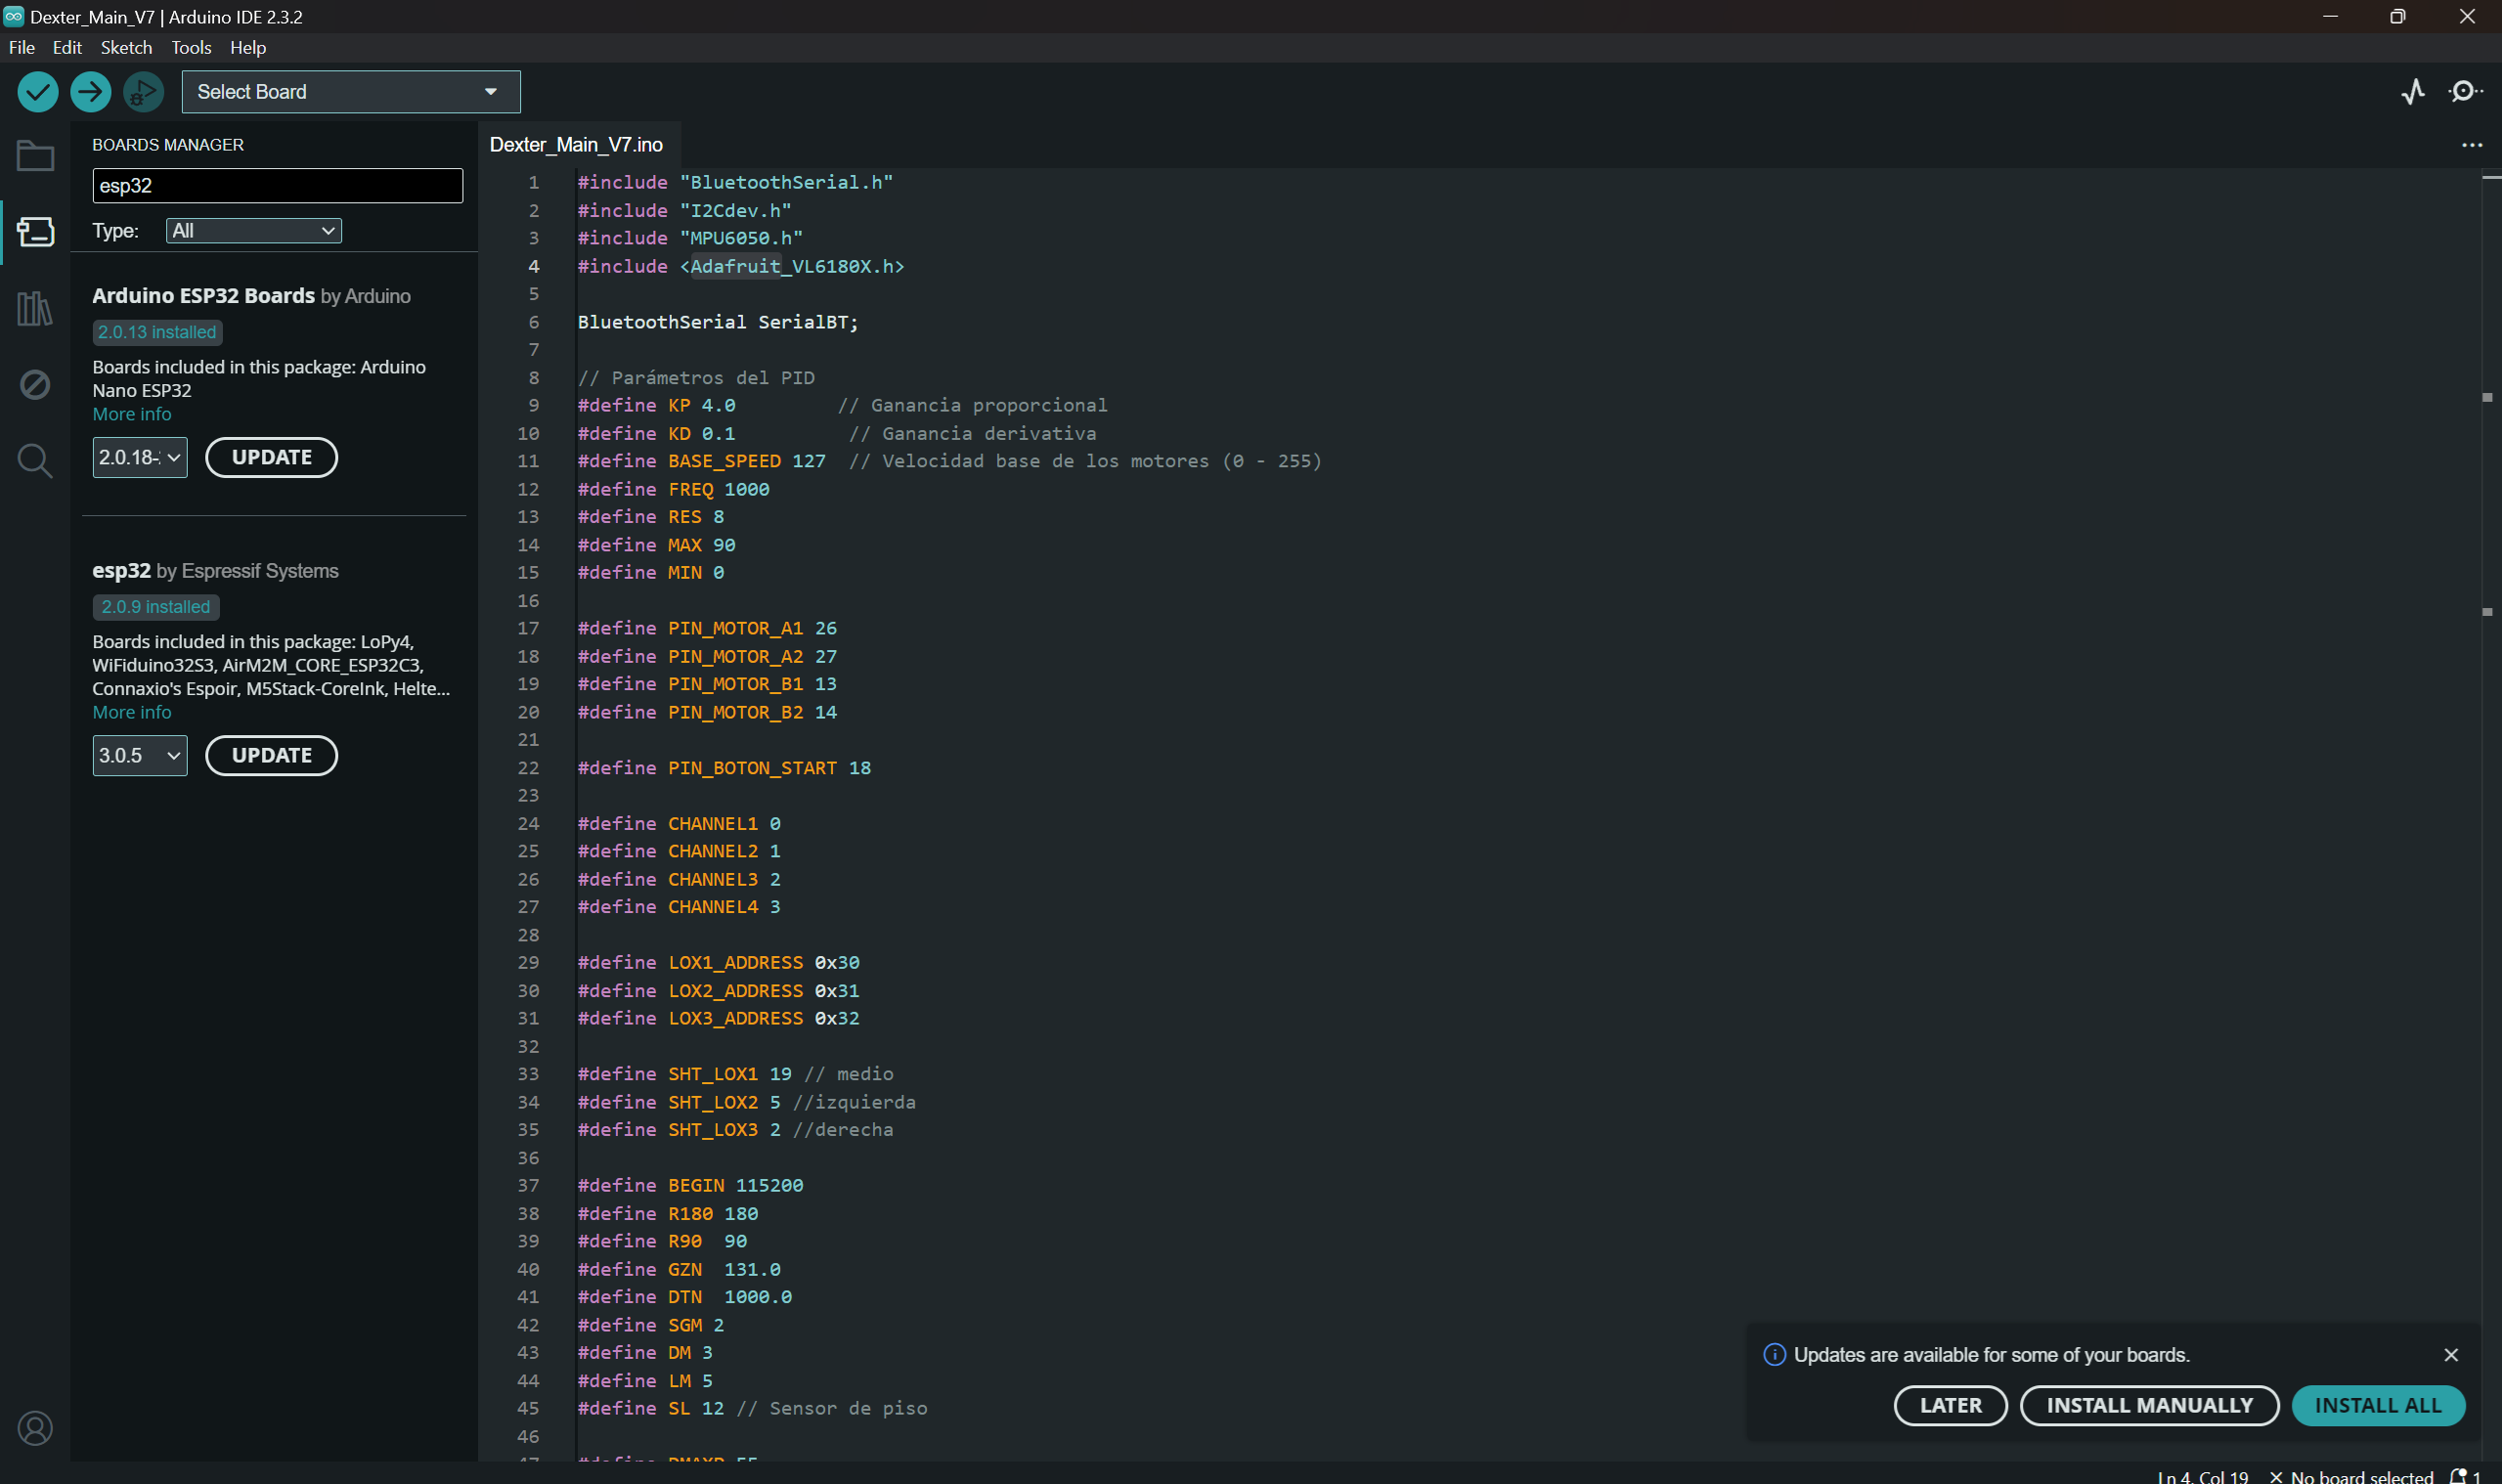 Dexter_Main_V7 | Arduino IDE 2.3.2
File Edit Sketch Tools Help
Select Board
BOARDS MANAGER
esp32
Type: All
Arduino ESP32 Boards by Arduino
2.0.13 installed
Boards included in this package: Arduino
Nano ESP32
More info
2.0.18- UPDATE
esp32 by Espressif Systems
2.0.9 installed
Boards included in this package: LoPy4,
WiFiduino32S3, AirM2M_CORE_ESP32C3,
Connaxio's Espoir, M5Stack-CoreInk, Helte...
More info
3.0.5 UPDATE
Dexter_Main_V7.ino
1 #include "BluetoothSerial.h"
2 #include "I2Cdev.h"
3 #include "MPU6050.h"
4 #include <Adafruit_VL6180X.h>
5
6 BluetoothSerial SerialBT;
7
8 // Parámetros del PID
9 #define KP 4.0 // Ganancia proporcional
10 #define KD 0.1 // Ganancia derivativa
11 #define BASE_SPEED 127 // Velocidad base de los motores (0 - 255)
12 #define FREQ 1000
13 #define RES 8
14 #define MAX 90
15 #define MIN 0
16
17 #define PIN_MOTOR_A1 26
18 #define PIN_MOTOR_A2 27
19 #define PIN_MOTOR_B1 13
20 #define PIN_MOTOR_B2 14
21
22 #define PIN_BOTON_START 18
23
24 #define CHANNEL1 0
25 #define CHANNEL2 1
26 #define CHANNEL3 2
27 #define CHANNEL4 3
28
29 #define LOX1_ADDRESS 0x30
30 #define LOX2_ADDRESS 0x31
31 #define LOX3_ADDRESS 0x32
32
33 #define SHT_LOX1 19 // medio
34 #define SHT_LOX2 5 //izquierda
35 #define SHT_LOX3 2 //derecha
36
37 #define BEGIN 115200
38 #define R180 180
39 #define R90 90
40 #define GZN 131.0
41 #define DTN 1000.0
42 #define SGM 2
43 #define DM 3
44 #define LM 5
45 #define SL 12 // Sensor de piso
46
Updates are available for some of your boards.
LATER INSTALL MANUALLY INSTALL ALL
Ln 4, Col 19 No board selected 1